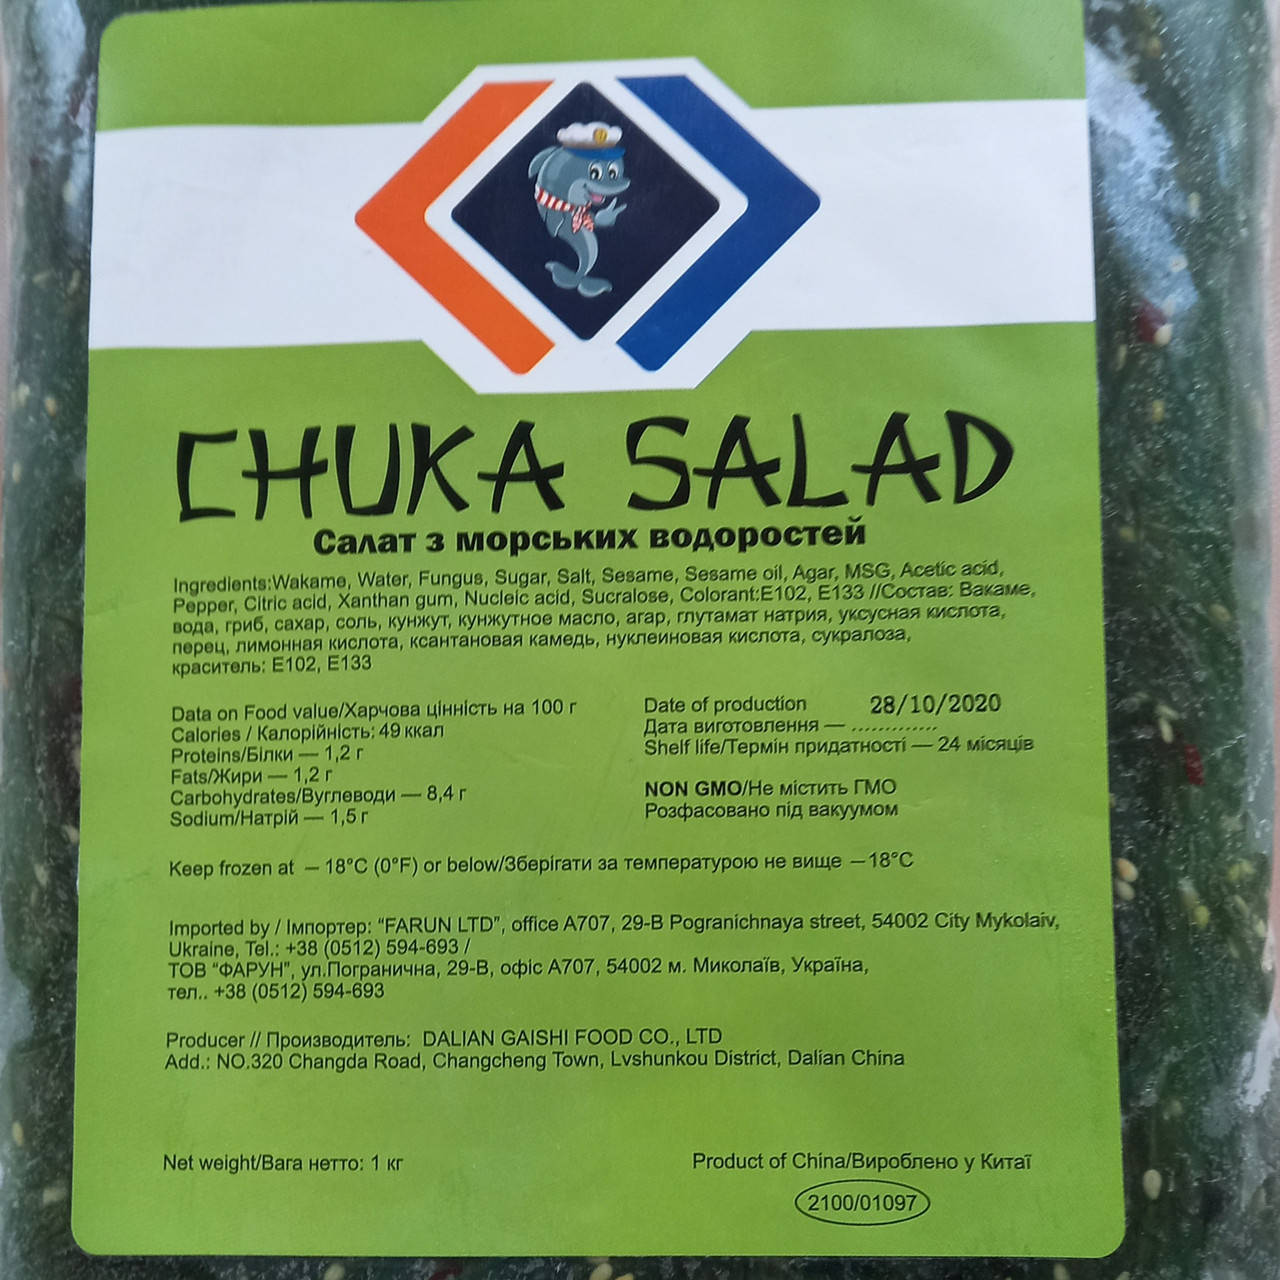 CHUKA SALAD
Салат з морських водоростей
Ingredients:Wakame, Water, Fungus, Sugar, Salt, Sesame, Sesame oil, Agar, MSG, Acetic acid,
Pepper, Citric acid, Xanthan gum, Nucleic acid, Sucralose, Colorant:E102, E133 //Состав: Вакаме,
вода, гриб, сахар, соль, кунжут, кунжутное масло, агар, глутамат натрия, уксусная кислота,
перец, лимонная кислота, ксантановая камедь, нуклеиновая кислота, сукралоза,
краситель: E102, E133
Data on Food value/Харчова цінність на 100 г
Calories / Калорійність: 49 ккал
Proteins/Білки — 1,2 г
Fats/Жири — 1,2 г
Carbohydrates/Вуглеводи — 8,4 г
Sodium/Натрій — 1,5 г
Date of production 28/10/2020
Дата виготовлення — .............
Shelf life/Термін придатності — 24 місяців
NON GMO/Не містить ГМО
Розфасовано під вакуумом
Keep frozen at – 18°C (0°F) or below/Зберігати за температурою не вище –18°C
Imported by / Імпортер: “FARUN LTD”, office A707, 29-B Pogranichnaya street, 54002 City Mykolaiv,
Ukraine, Tel.: +38 (0512) 594-693 /
ТОВ “ФАРУН”, ул.Погранична, 29-В, офіс А707, 54002 м. Миколаїв, Україна,
тел.. +38 (0512) 594-693
Producer // Производитель: DALIAN GAISHI FOOD CO., LTD
Add.: NO.320 Changda Road, Changcheng Town, Lvshunkou District, Dalian China
Net weight/Вага нетто: 1 кг
Product of China/Вироблено у Китаї
2100/01097